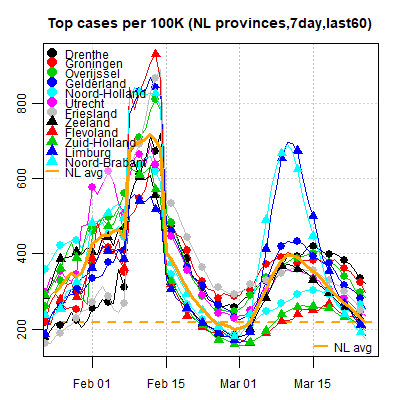 Top cases per 100K (NL provinces,7day,last60)
Drenthe
Groningen
Overijssel
Gelderland
Noord-Holland
Utrecht
Friesland
Zeeland
Flevoland
Zuid-Holland
Limburg
Noord-Brabant
NL avg
800
600
400
200
NL avg
Feb 01 Feb 15 Mar 01 Mar 15